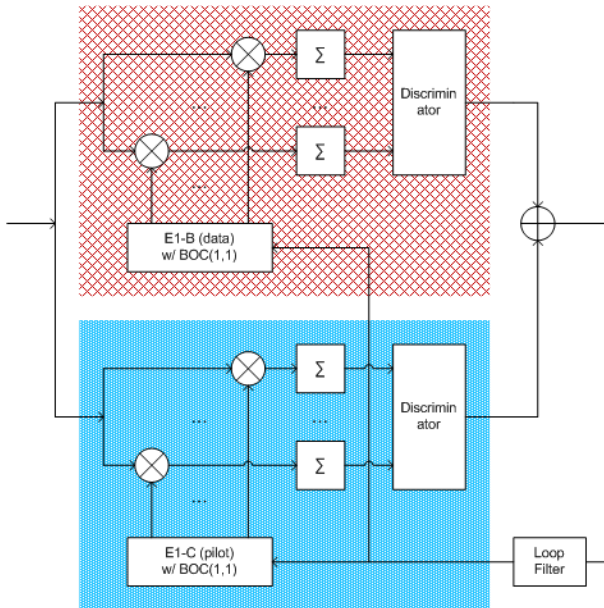 Σ
... ...
Σ
Discrimin
ator
...
E1-B (data)
w/ BOC(1,1)
Σ
... ...
Σ
Discrimin
ator
...
E1-C (pilot)
w/ BOC(1,1)
Loop
Filter